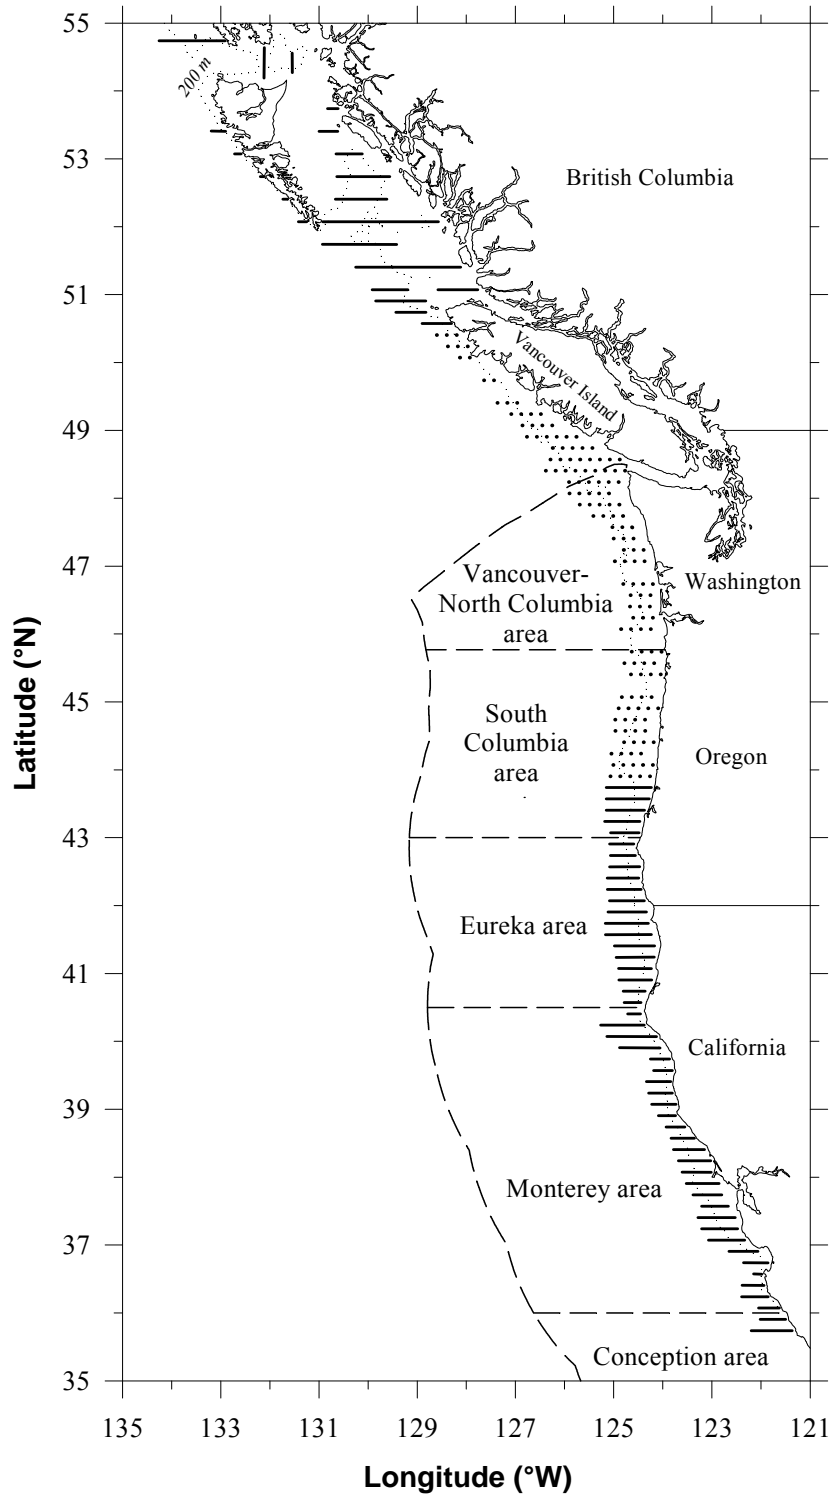 55
200 m
53
British Columbia
51
Vancouver Island
49
47
Vancouver-
North Columbia
area
Washington
45
South
Columbia
area
Oregon
43
Eureka area
41
California
39
Monterey area
37
Conception area
35
135
133
131
129
127
125
123
121
Latitude (°N)
Longitude (°W)